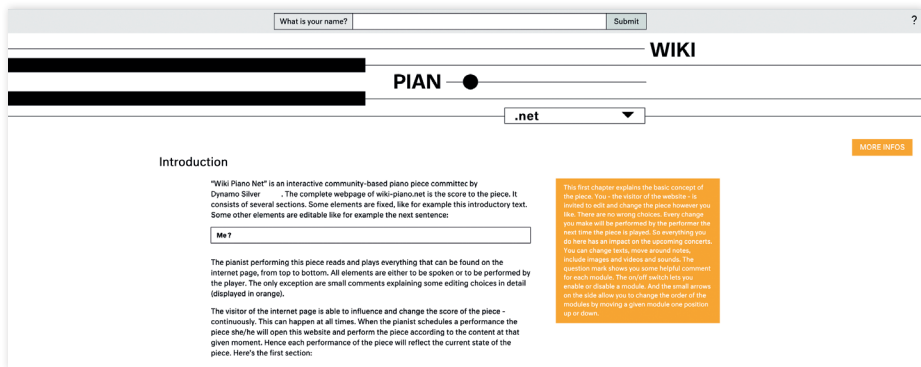 What is your name?
Submit
?
WIKI
PIAN
.net
MORE INFOS
Introduction
"Wiki Piano Net" is an interactive community-based piano piece committed by
Dynamo Silver . The complete webpage of wiki-piano.net is the score to the piece. It
consists of several sections. Some elements are fixed, like for example this introductory text.
Some other elements are editable like for example the next sentence:
Me?
The pianist performing this piece reads and plays everything that can be found on the
internet page, from top to bottom. All elements are either to be spoken or to be performed by
the player. The only exception are small comments explaining some editing choices in detail
(displayed in orange).
The visitor of the internet page is able to influence and change the score of the piece -
continuously. This can happen at all times. When the pianist schedules a performance the
piece she/he will open this website and perform the piece according to the content at that
given moment. Hence each performance of the piece will reflect the current state of the
piece. Here's the first section:
This first chapter explains the basic concept of
the piece. You - the visitor of the website - is
invited to edit and change the piece however you
like. There are no wrong choices. Every change
you make will be performed by the performer the
next time the piece is played. So everything you
do here has an impact on the upcoming concerts.
You can change texts, move around notes,
include images and videos and sounds. The
question mark shows you some helpful comment
for each module. The on/off switch lets you
enable or disable a module. And the small arrows
on the side allow you to change the order of the
modules by moving a given module one position
up or down.